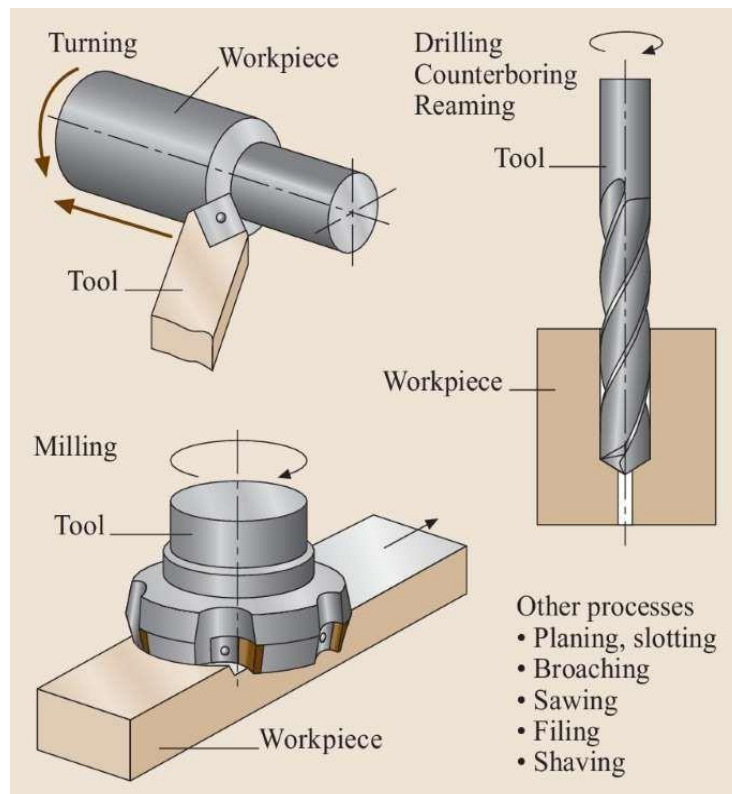 Turning
Workpiece
Tool
Drilling
Counterboring
Reaming
Tool
Workpiece
Milling
Tool
Workpiece
Other processes
• Planing, slotting
• Broaching
• Sawing
• Filing
• Shaving